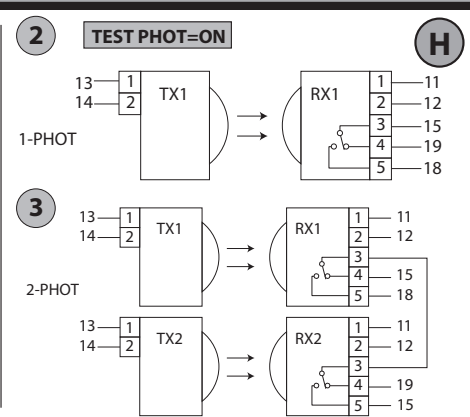 2 TEST PHOT=ON H
13 1 TX1 RX1 1 11
14 2 2 12
3 15
1-PHOT 4 19
5 18
3
13 1 TX1 RX1 1 11
14 2 2 12
3
4 15
2-PHOT 5 18
13 1 TX2 RX2 1 11
14 2 2 12
3
4 19
5 15